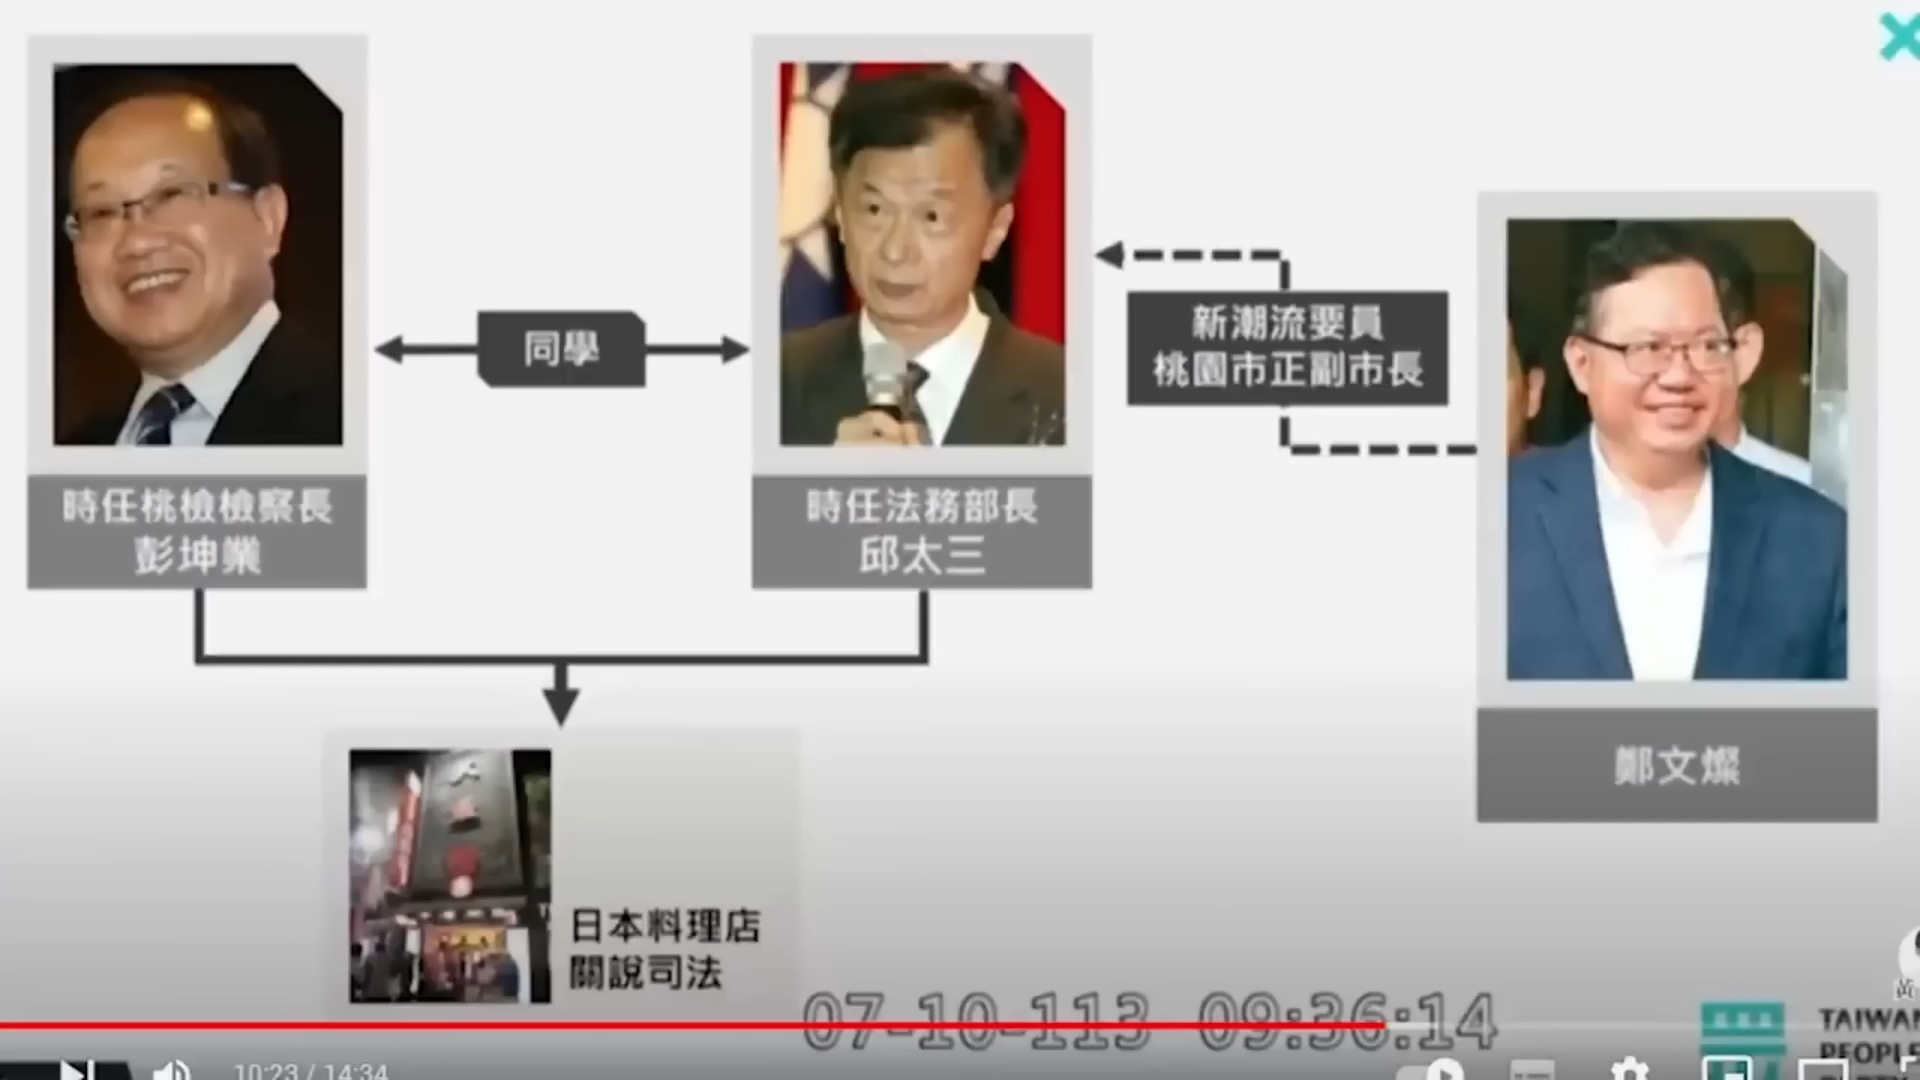 同學
新潮流要員
桃園市正副市長
時任桃檢檢察長
彭坤業
時任法務部長
邱太三
鄭文燦
日本料理店
關說司法
黃
07-10-113 09:36:14
TAIWAN
PEOPLE
10:23 / 14:34